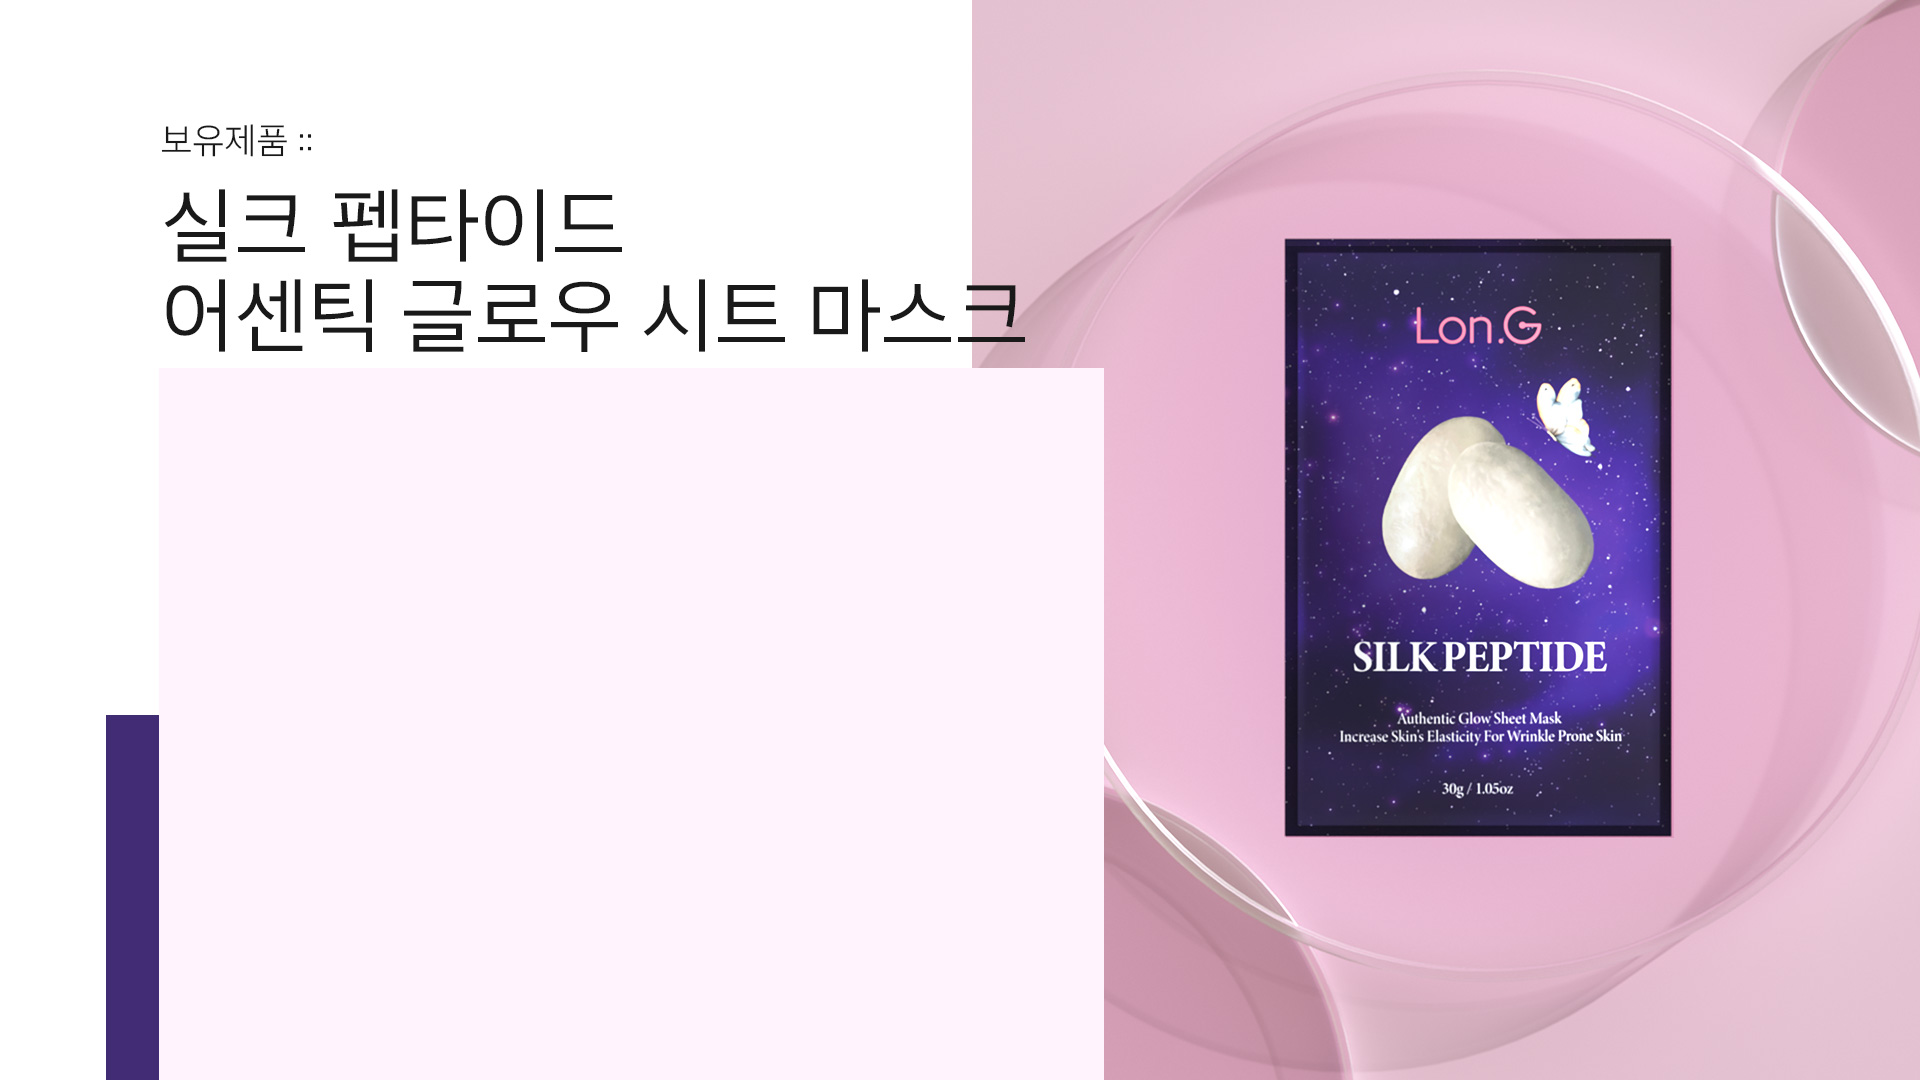 보유제품 ::
실크 펩타이드
어센틱 글로우 시트 마스크
Lon.G
SILK PEPTIDE
Authentic Glow Sheet Mask
Increase Skin's Elasticity For Wrinkle Prone Skin
30g / 1.05oz